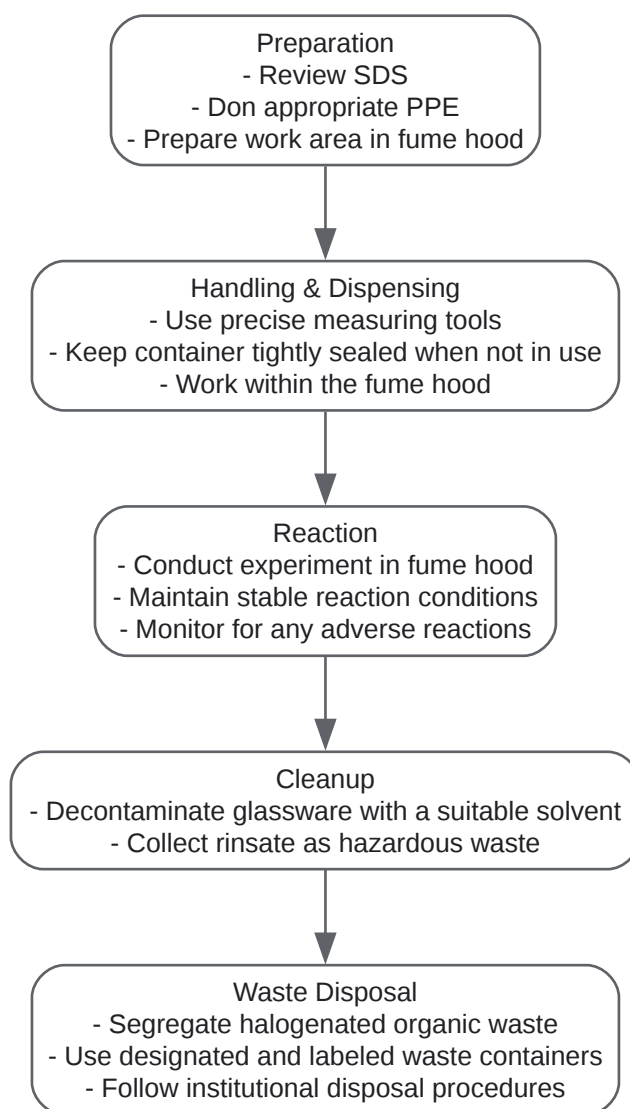 Preparation
- Review SDS
- Don appropriate PPE
- Prepare work area in fume hood
Handling & Dispensing
- Use precise measuring tools
- Keep container tightly sealed when not in use
- Work within the fume hood
Reaction
- Conduct experiment in fume hood
- Maintain stable reaction conditions
- Monitor for any adverse reactions
Cleanup
- Decontaminate glassware with a suitable solvent
- Collect rinsate as hazardous waste
Waste Disposal
- Segregate halogenated organic waste
- Use designated and labeled waste containers
- Follow institutional disposal procedures